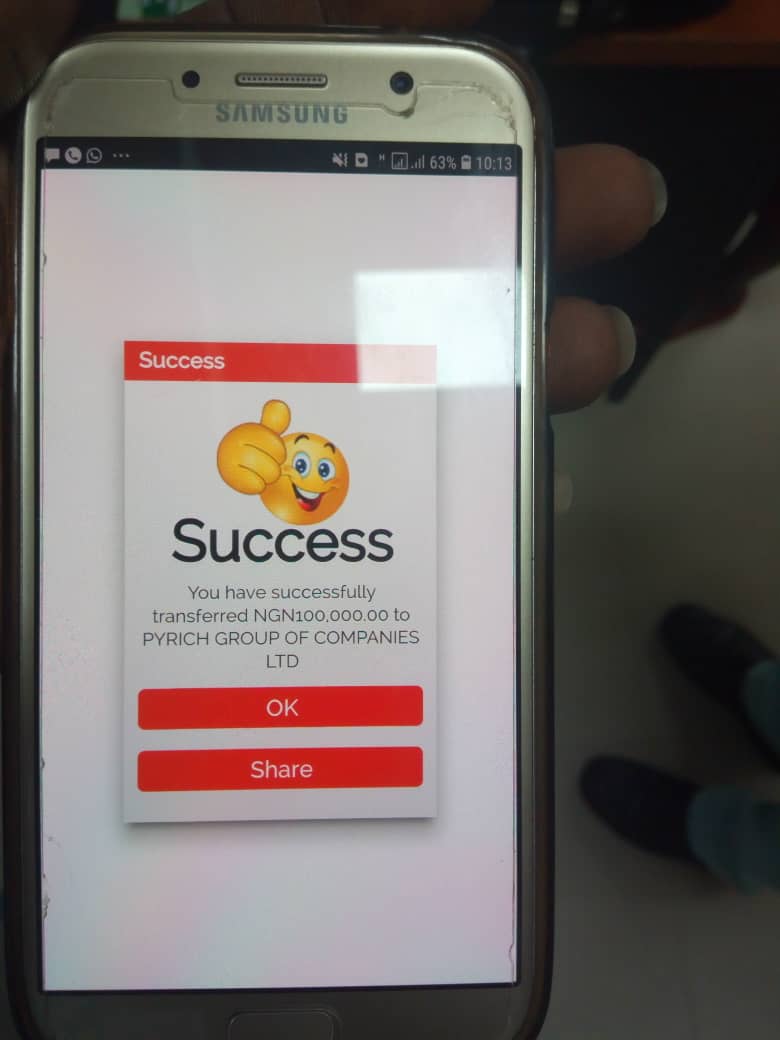 SAMSUNG
63% 10:13
Success
Success
You have successfully
transferred NGN100,000.00 to
PYRICH GROUP OF COMPANIES
LTD
OK
Share